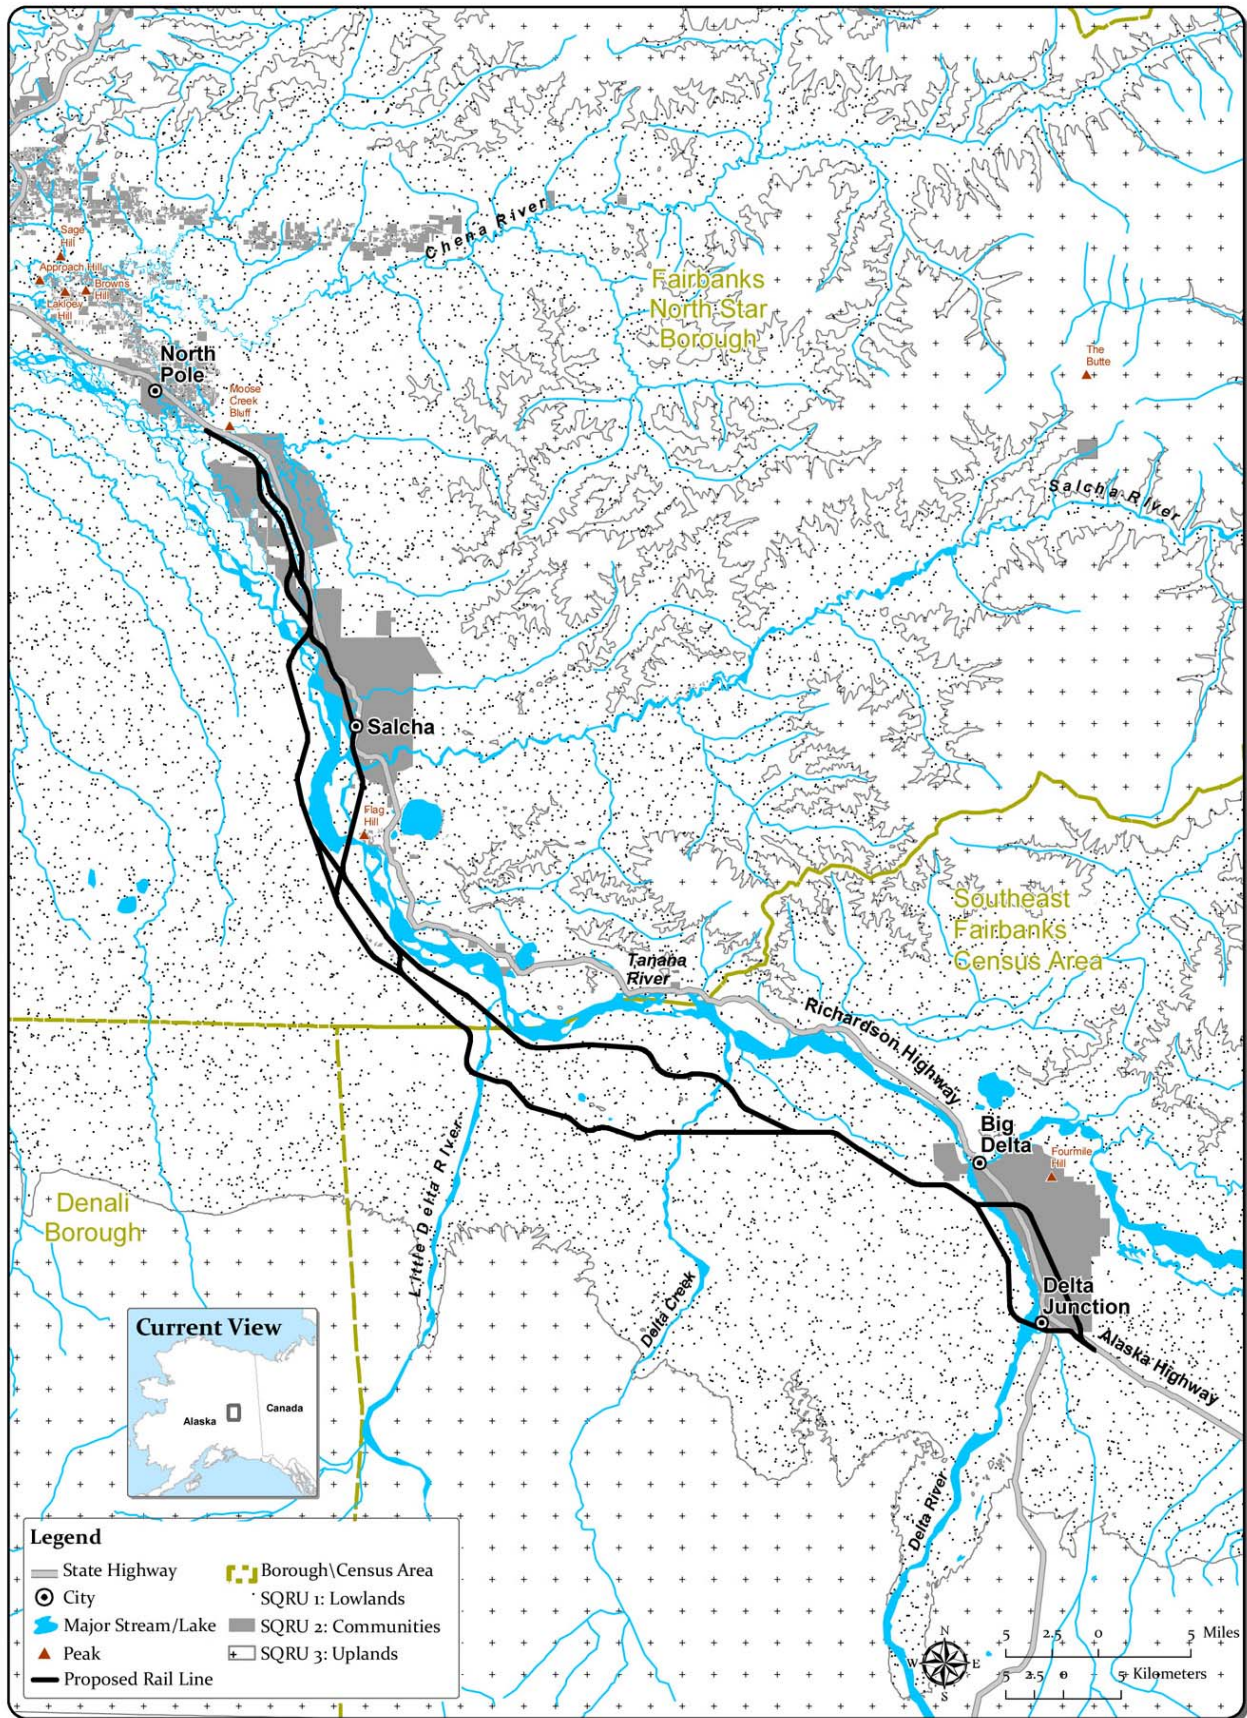 Chena River
Sage
Hill
Approach Hill
Browns
Hill
Lakloey
Hill
Fairbanks
North Star
Borough
North
Pole
The
Butte
Moose
Creek
Bluff
Salcha River
Salcha
Flag
Hill
Southeast
Fairbanks
Census Area
Tanana
River
Richardson Highway
Big
Delta
Fourmile
Hill
Little Delta River
Denali
Borough
Delta Creek
Delta
Junction
Alaska Highway
Current View
Alaska
Canada
Delta River
Legend
State Highway
City
Major Stream/Lake
Peak
Proposed Rail Line
Borough\Census Area
SQRU 1: Lowlands
SQRU 2: Communities
SQRU 3: Uplands
N
W
E
S
5 2.5 0 5 Miles
5 2.5 0 5 Kilometers